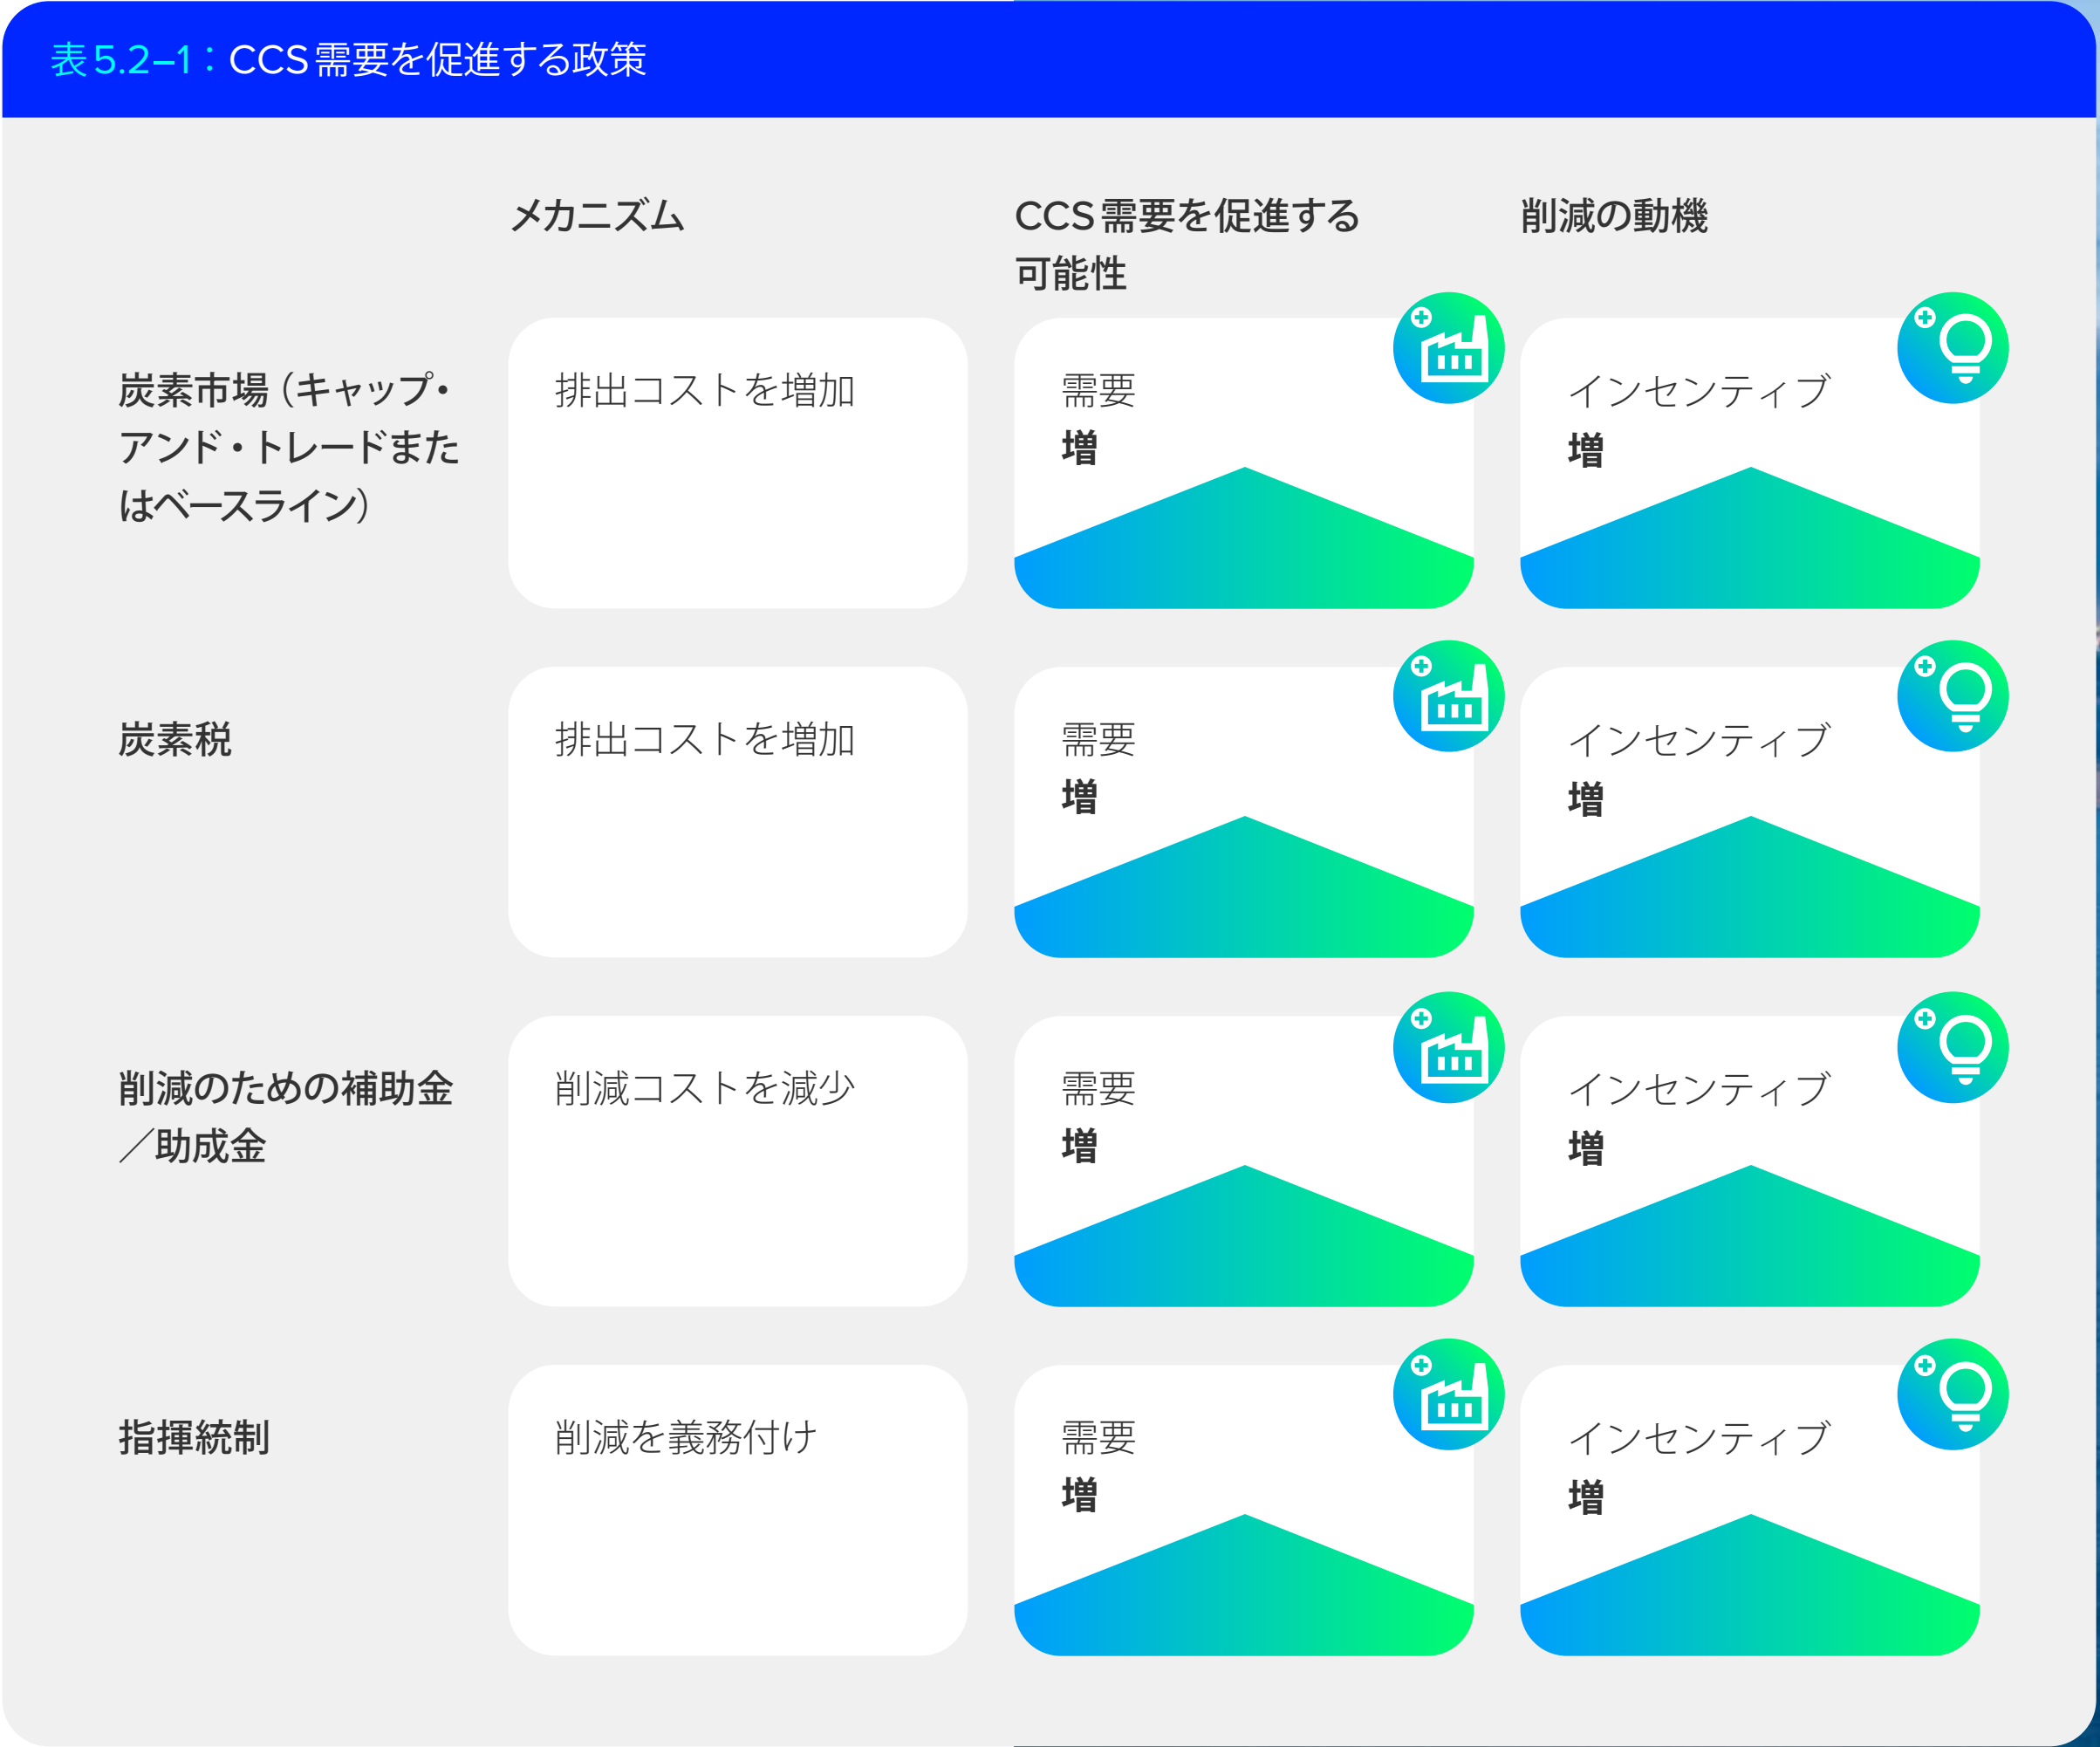 表 5.2–1： CCS 需要を促進する政策
メカニズム
CCS 需要を促進する
可能性
削減の動機
炭素市場（キャップ・
アンド・トレードまた
はベースライン）
排出コストを増加
需要
増
インセンティブ
増
炭素税
排出コストを増加
需要
増
インセンティブ
増
削減のための補助金
／助成金
削減コストを減少
需要
増
インセンティブ
増
指揮統制
削減を義務付け
需要
増
インセンティブ
増